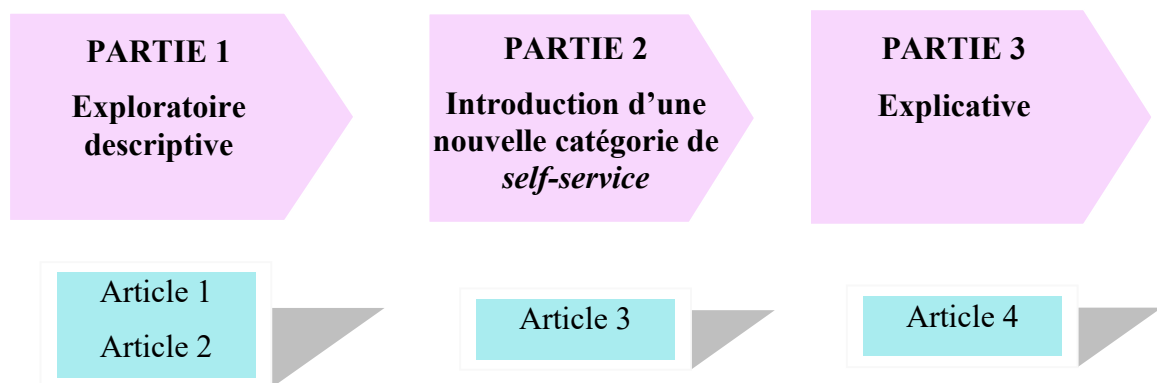 PARTIE 1
Exploratoire
descriptive
PARTIE 2
Introduction d’une
nouvelle catégorie de
self-service
PARTIE 3
Explicative
Article 1
Article 2
Article 3
Article 4